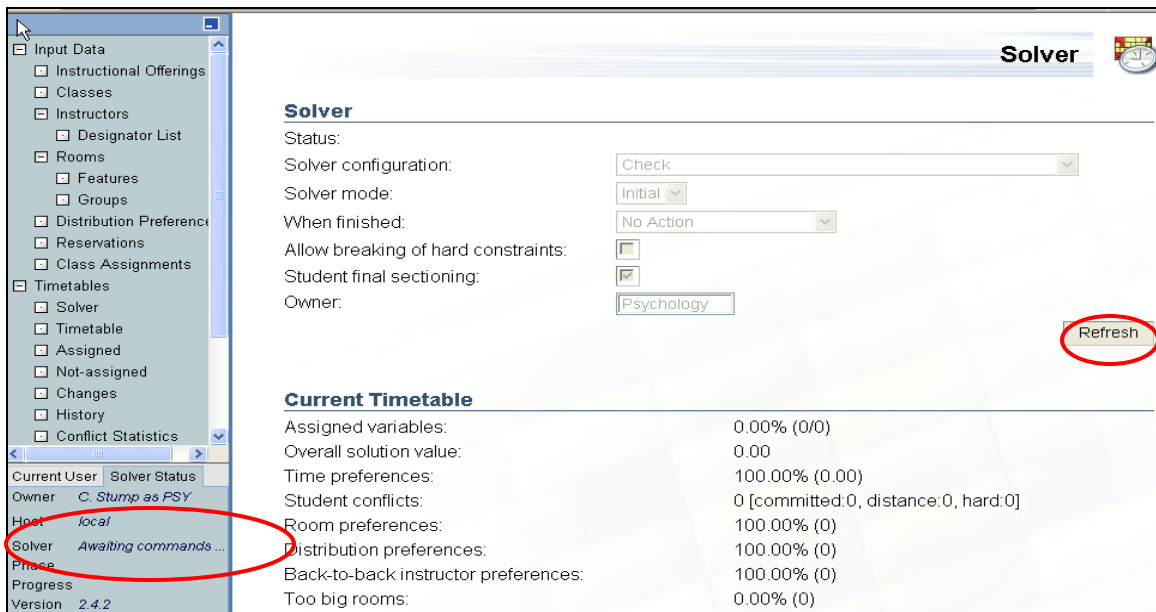 Input Data
Instructional Offerings
Classes
Instructors
Designator List
Rooms
Features
Groups
Distribution Preference
Reservations
Class Assignments
Timetables
Solver
Timetable
Assigned
Not-assigned
Changes
History
Conflict Statistics
Current User Solver Status
Owner C. Stump as PSY
Host local
Solver Awaiting commands ...
Phase
Progress
Version 2.4.2
Solver
Solver
Status:
Solver configuration: Check
Solver mode: Initial
When finished: No Action
Allow breaking of hard constraints:
Student final sectioning:
Owner: Psychology
Refresh
Current Timetable
Assigned variables: 0.00% (0/0)
Overall solution value: 0.00
Time preferences: 100.00% (0.00)
Student conflicts: 0 [committed:0, distance:0, hard:0]
Room preferences: 100.00% (0)
Distribution preferences: 100.00% (0)
Back-to-back instructor preferences: 100.00% (0)
Too big rooms: 0.00% (0)